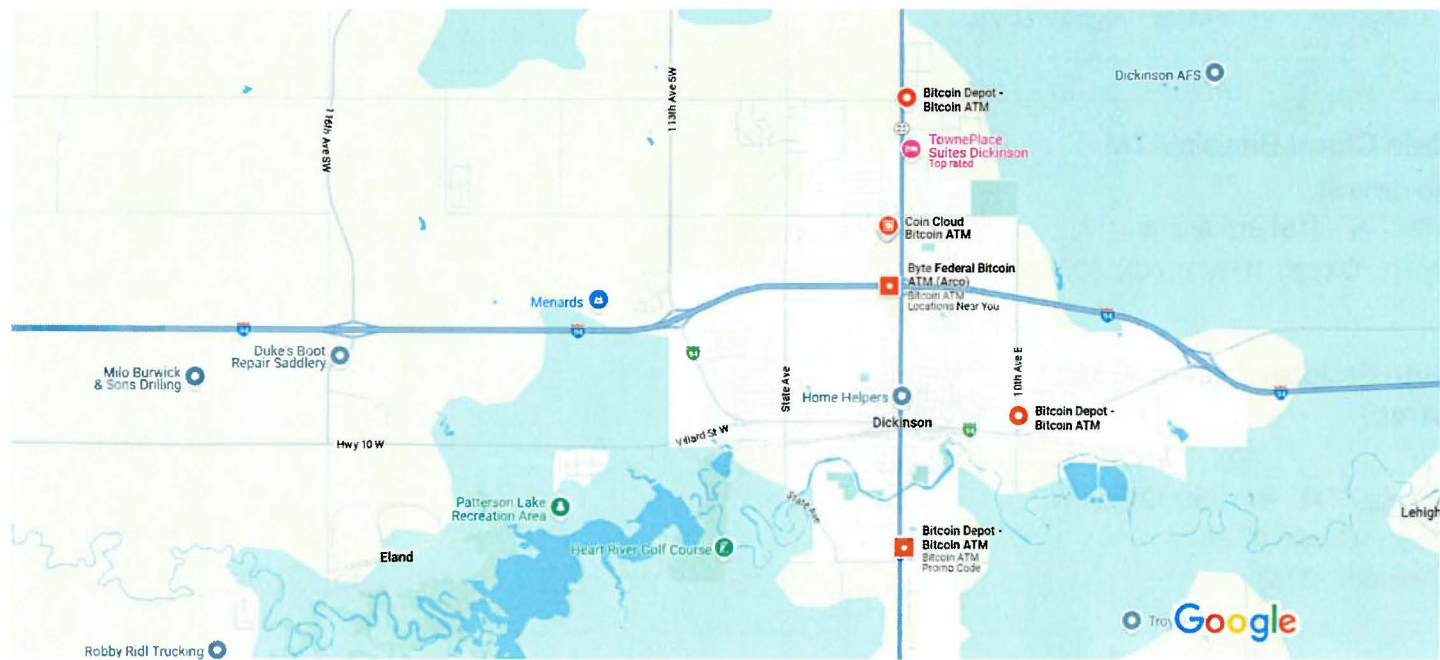 Dickinson AFS
116th Ave SW
113th Ave SW
Bitcoin Depot -
Bitcoin ATM
22
TownePlace
Suites Dickinson
Top rated
Coin Cloud
Bitcoin ATM
Byte Federal Bitcoin
ATM (Arco)
Bitcoin ATM
Locations Near You
Menards
94
94
94
Duke's Boot
Repair Saddlery
94
Milo Burwick
& Sons Drilling
State Ave
10th Ave E
94
Home Helpers
Bitcoin Depot -
Bitcoin ATM
Dickinson
94
Villard St W
Hwy 10 W
Patterson Lake
Recreation Area
State Ave
Lehigh
Bitcoin Depot -
Bitcoin ATM
Bitcoin ATM
Promo Code
Heart River Golf Course
Eland
Troy
Google
Robby Ridl Trucking